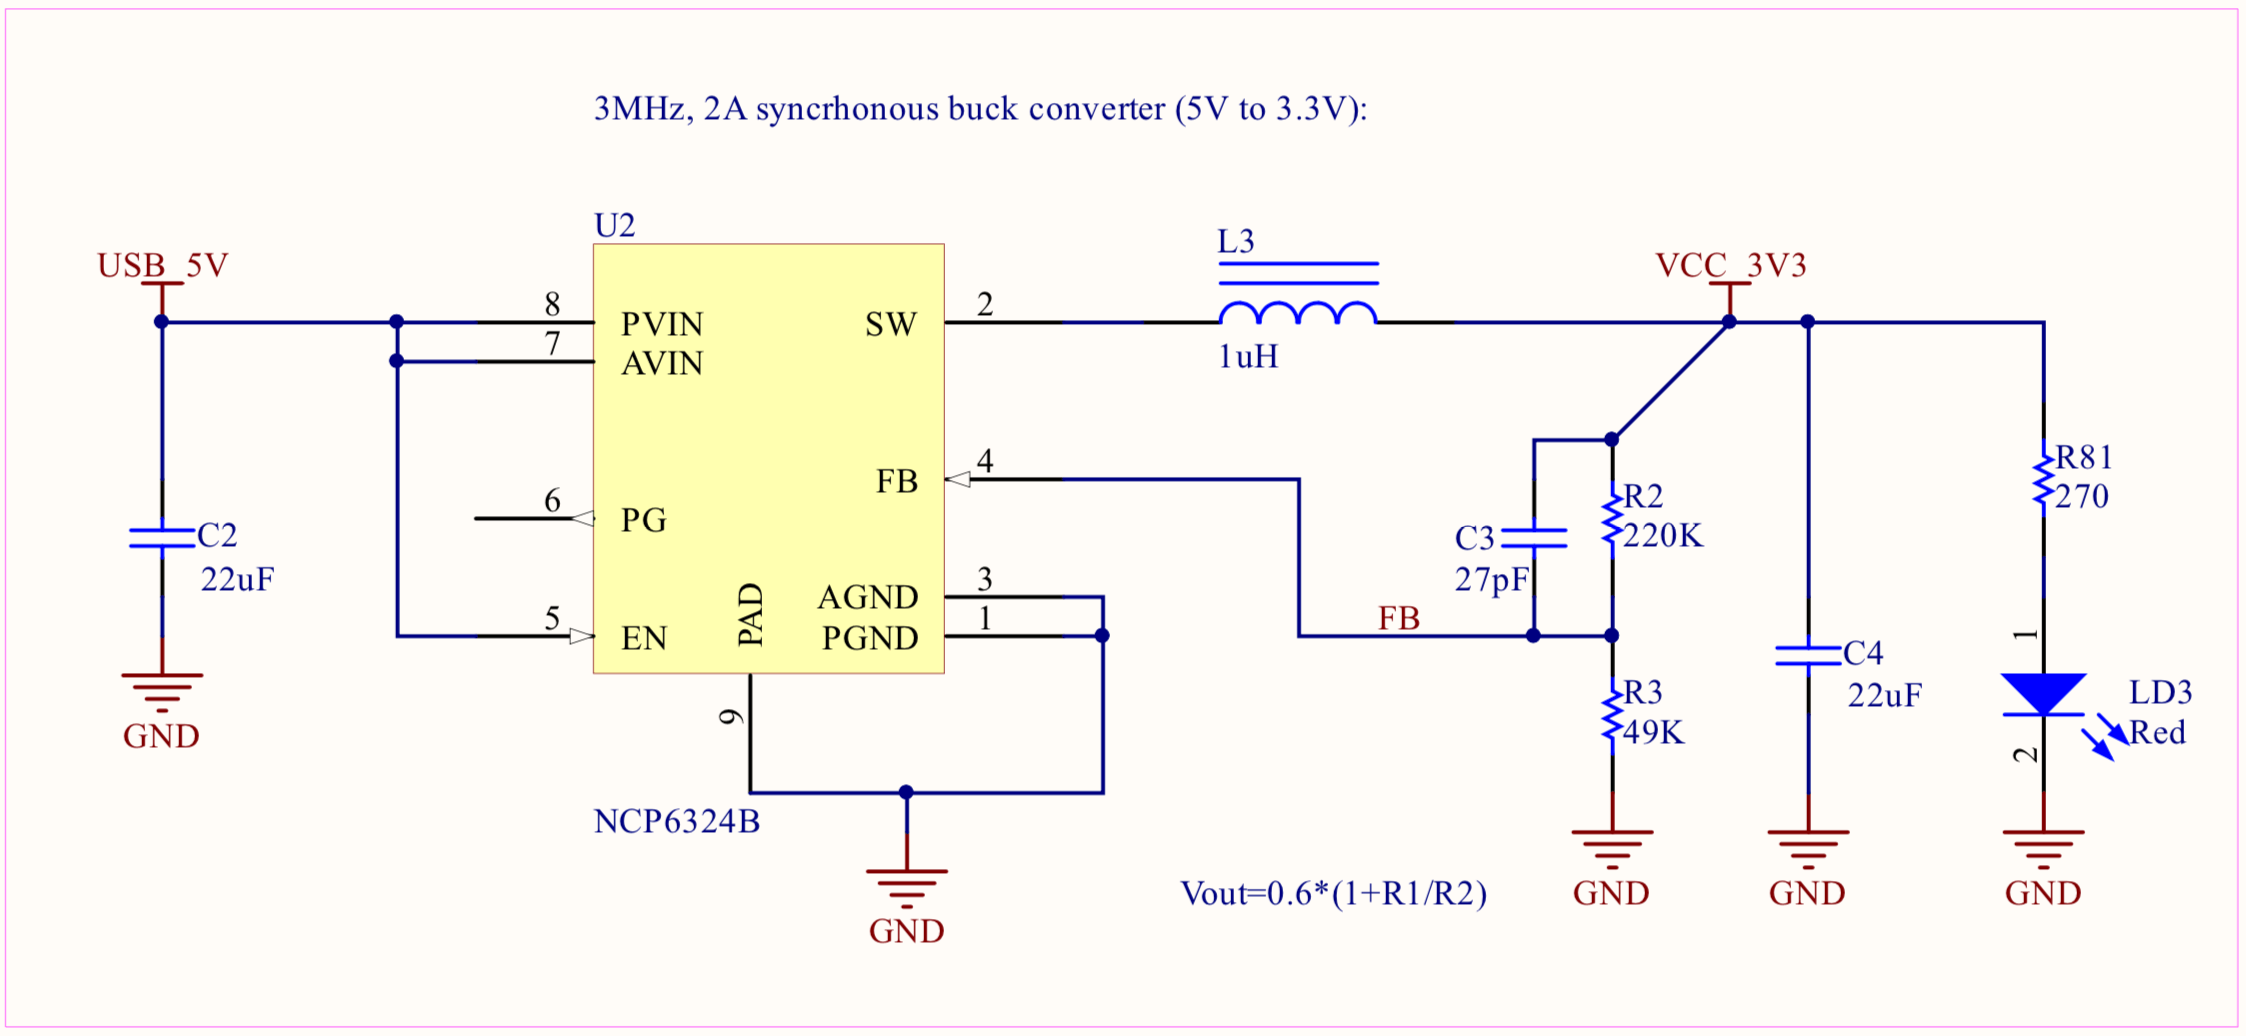 3MHz, 2A syncrhonous buck converter (5V to 3.3V):
U2
USB_5V
L3
VCC_3V3
8
PVIN
SW
2
7
AVIN
1uH
4
FB
R81
270
6
PG
R2
220K
C2
22uF
C3
27pF
3
AGND
PAD
5
EN
PGND
1
FB
1
C4
22uF
R3
49K
LD3
Red
2
9
GND
NCP6324B
Vout=0.6*(1+R1/R2)
GND
GND
GND
GND